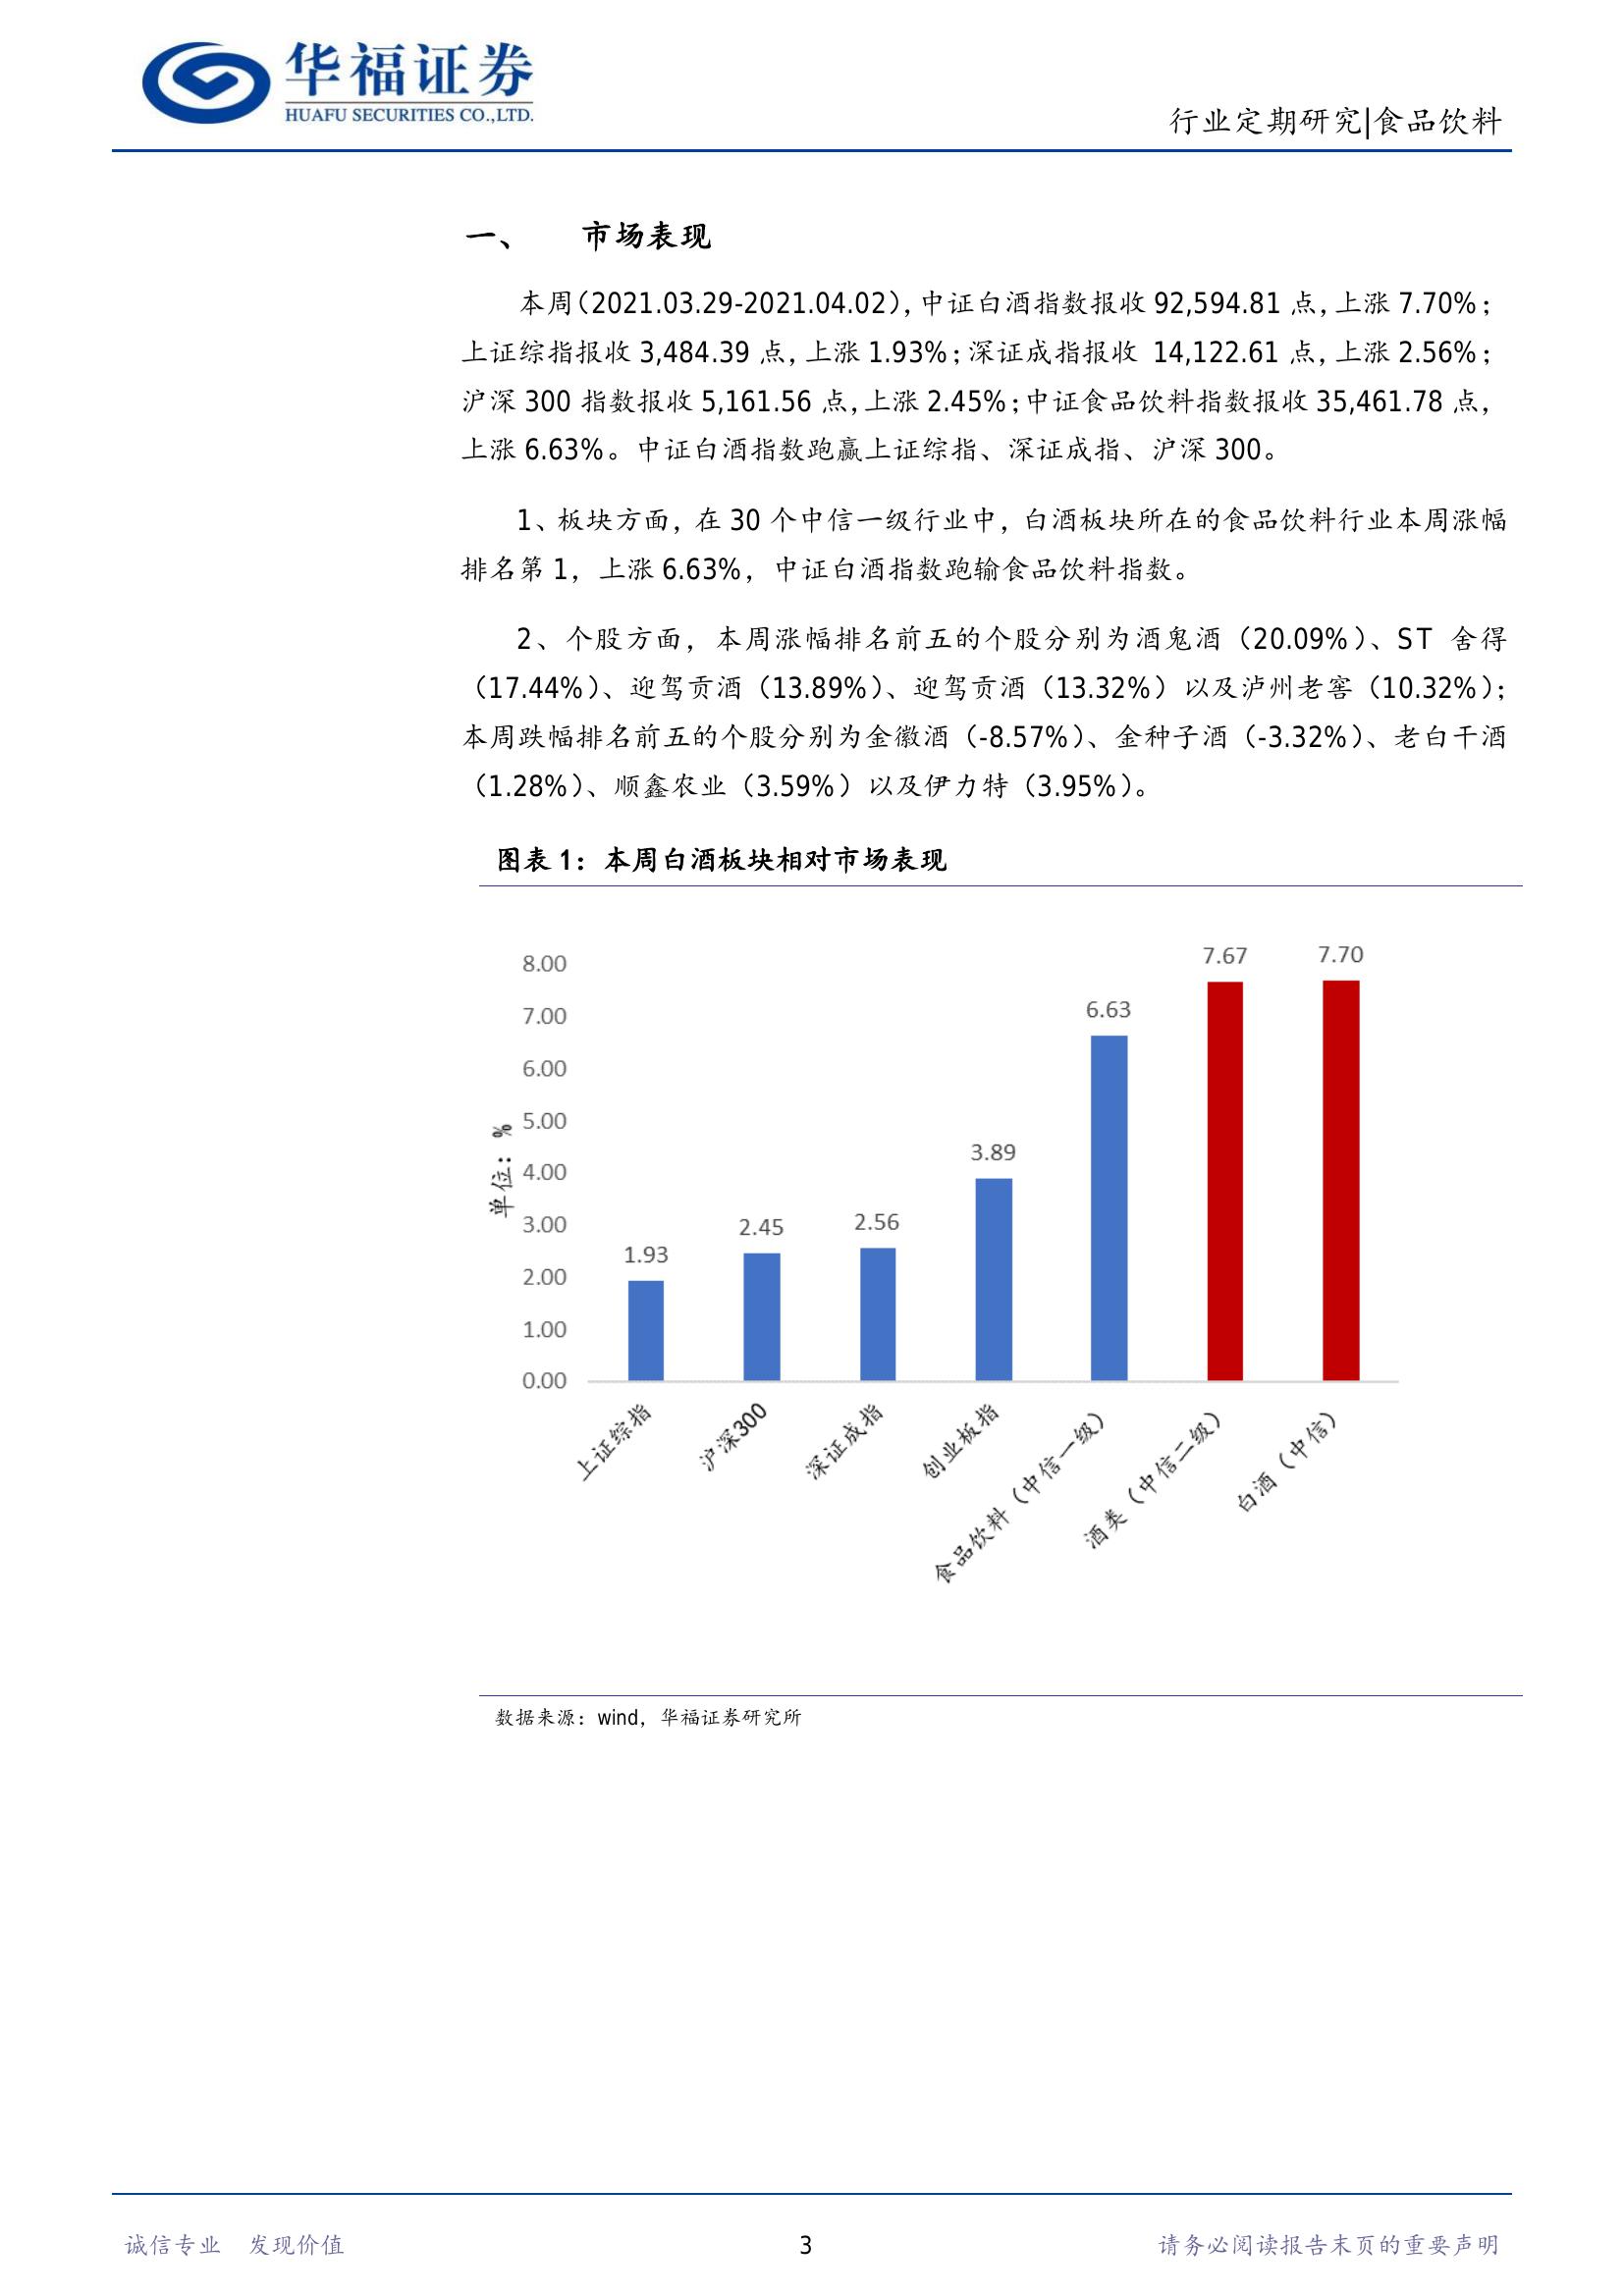 华福证券
HUAFU SECURITIES CO.,LTD.
行业定期研究|食品饮料
一、 市场表现
本周（2021.03.29-2021.04.02），中证白酒指数报收 92,594.81 点，上涨 7.70%；
上证综指报收 3,484.39 点，上涨 1.93%；深证成指报收 14,122.61 点，上涨 2.56%；
沪深 300 指数报收 5,161.56 点，上涨 2.45%；中证食品饮料指数报收 35,461.78 点，
上涨 6.63%。中证白酒指数跑赢上证综指、深证成指、沪深 300。
1、板块方面，在 30 个中信一级行业中，白酒板块所在的食品饮料行业本周涨幅
排名第 1，上涨 6.63%，中证白酒指数跑输食品饮料指数。
2、个股方面，本周涨幅排名前五的个股分别为酒鬼酒（20.09%）、ST 舍得
（17.44%）、迎驾贡酒（13.89%）、迎驾贡酒（13.32%）以及泸州老窖（10.32%）；
本周跌幅排名前五的个股分别为金徽酒（-8.57%）、金种子酒（-3.32%）、老白干酒
（1.28%）、顺鑫农业（3.59%）以及伊力特（3.95%）。
图表 1：本周白酒板块相对市场表现
单位：%
8.00
7.00
6.00
5.00
4.00
3.00
2.00
1.00
0.00
1.93
2.45
2.56
3.89
6.63
7.67
7.70
上证综指
沪深300
深证成指
创业板指
食品饮料（中信一级）
酒类（中信二级）
白酒（中信）
数据来源：wind，华福证券研究所
诚信专业 发现价值
3
请务必阅读报告末页的重要声明